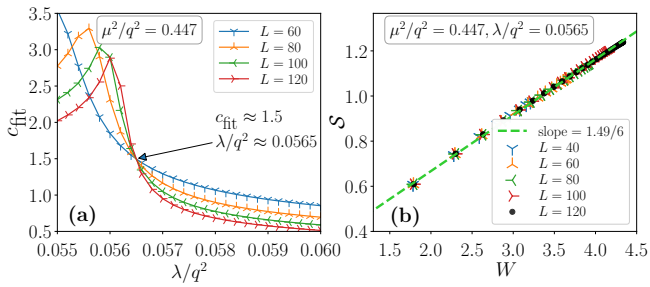 μ²/q² = 0.447
L = 60
L = 80
L = 100
L = 120
c_fit ≈ 1.5
λ/q² ≈ 0.0565
(a)
c_fit
3.5
3.0
2.5
2.0
1.5
1.0
0.5
0.055 0.056 0.057 0.058 0.059 0.060
λ/q²
μ²/q² = 0.447, λ/q² = 0.0565
slope = 1.49/6
L = 40
L = 60
L = 80
L = 100
L = 120
(b)
S
1.2
1.0
0.8
0.6
0.4
1.5 2.0 2.5 3.0 3.5 4.0 4.5
W